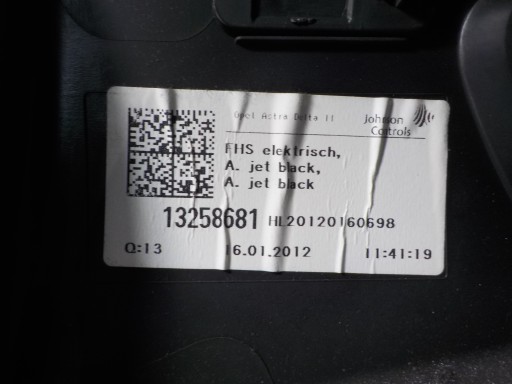 Opel Astra Delta II
Johnson
Controls
FHS elektrisch,
A. jet black,
A. jet black
13258681 HL20120160698
Q:13 16.01.2012 11:41:19